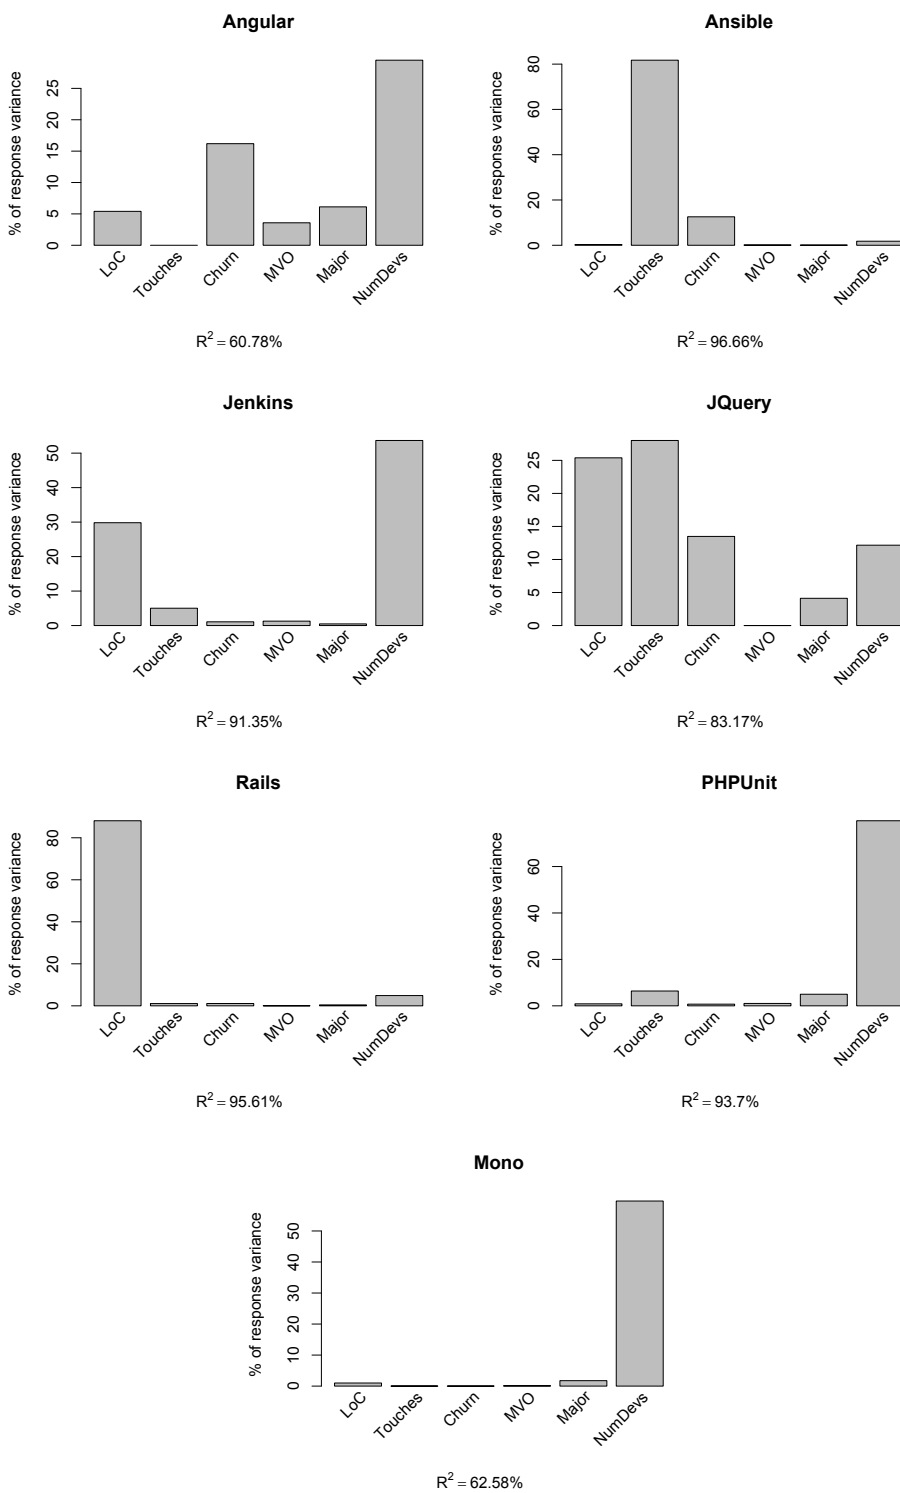 Angular
% of response variance
0 5 10 15 20 25
LoC Touches Churn MVO Major NumDevs
R² = 60.78%
Ansible
% of response variance
0 20 40 60 80
LoC Touches Churn MVO Major NumDevs
R² = 96.66%
Jenkins
% of response variance
0 10 20 30 40 50
LoC Touches Churn MVO Major NumDevs
R² = 91.35%
JQuery
% of response variance
0 5 10 15 20 25
LoC Touches Churn MVO Major NumDevs
R² = 83.17%
Rails
% of response variance
0 20 40 60 80
LoC Touches Churn MVO Major NumDevs
R² = 95.61%
PHPUnit
% of response variance
0 20 40 60
LoC Touches Churn MVO Major NumDevs
R² = 93.7%
Mono
% of response variance
0 10 20 30 40 50
LoC Touches Churn MVO Major NumDevs
R² = 62.58%